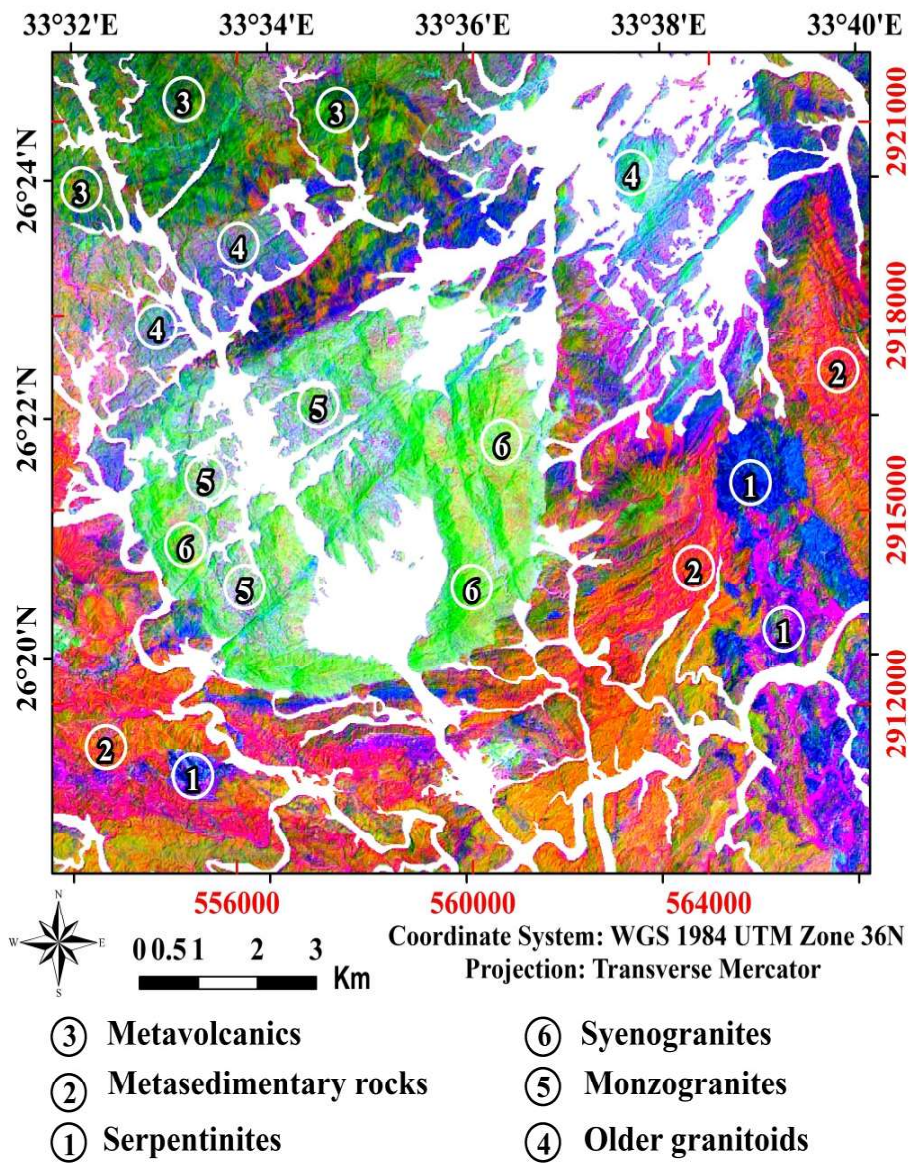 33°32'E 33°34'E 33°36'E 33°38'E 33°40'E
26°24'N
26°22'N
26°20'N
2921000
2918000
2915000
2912000
3
3
3
4
4
4
2
5
6
5
1
6
5
6
2
1
2
1
556000 560000 564000
N
W E
S
0 0.5 1 2 3
Km
Coordinate System: WGS 1984 UTM Zone 36N
Projection: Transverse Mercator
3 Metavolcanics
2 Metasedimentary rocks
1 Serpentinites
6 Syenogranites
5 Monzogranites
4 Older granitoids